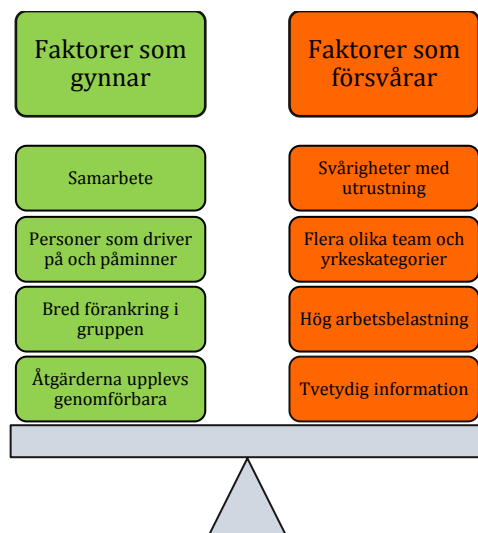 Faktorer som
gynnar
Faktorer som
försvårar
Samarbete
Svårigheter med
utrustning
Personer som driver
på och påminner
Flera olika team och
yrkeskategorier
Bred förankring i
gruppen
Hög arbetsbelastning
Åtgärderna upplevs
genomförbara
Tvetydig information